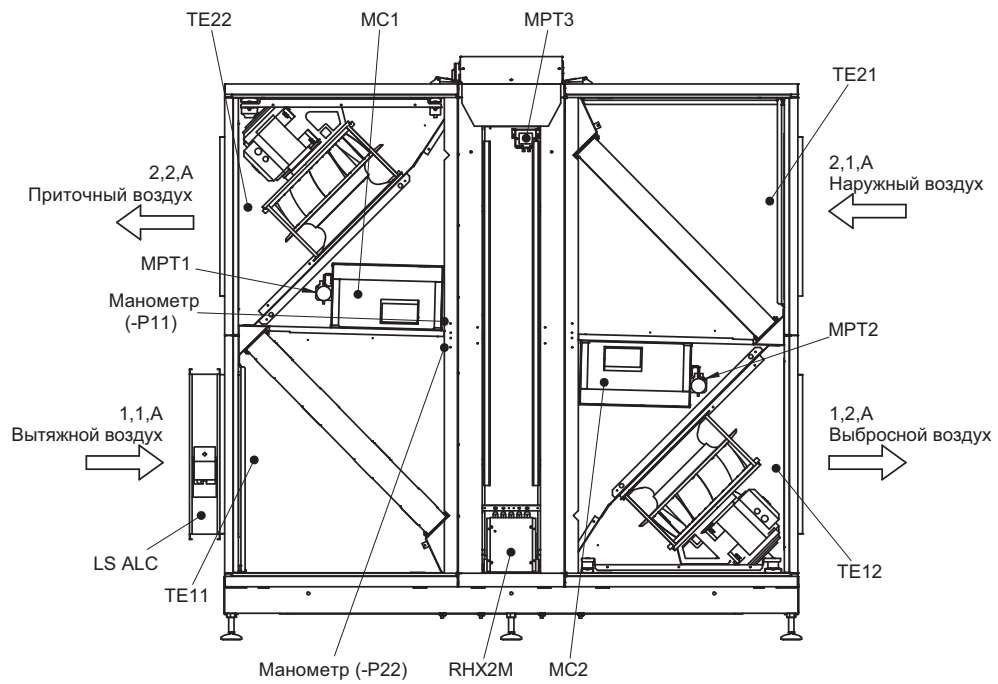 TE22
MC1
MPT3
TE21
2,2,A
Приточный воздух
2,1,A
Наружный воздух
MPT1
Манометр
(-P11)
MPT2
1,1,A
Вытяжной воздух
1,2,A
Выбросной воздух
LS ALC
TE11
TE12
Манометр (-P22)
RHX2M
MC2